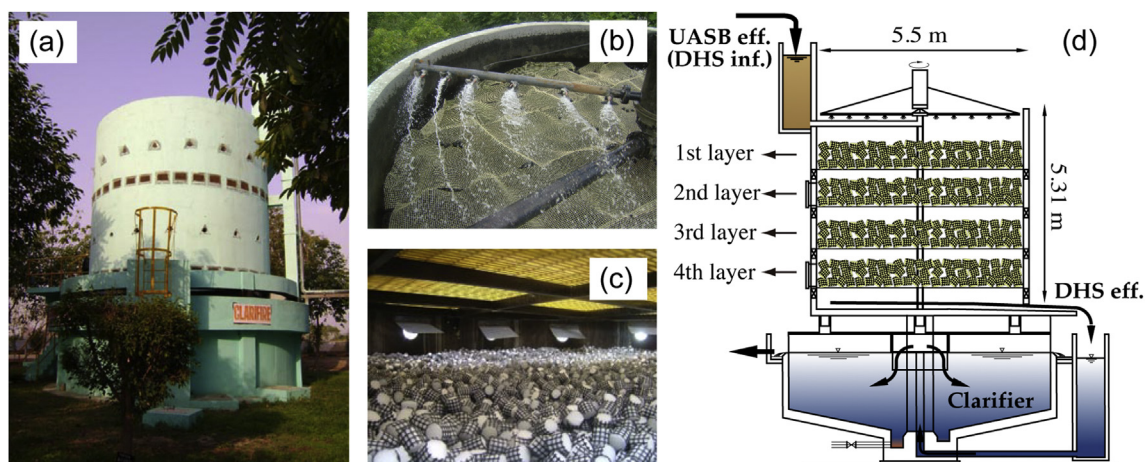 (a)
CLARIFIRE
(b)
(c)
(d)
UASB eff.
(DHS inf.)
5.5 m
1st layer
2nd layer
3rd layer
4th layer
5.31 m
DHS eff.
Clarifier